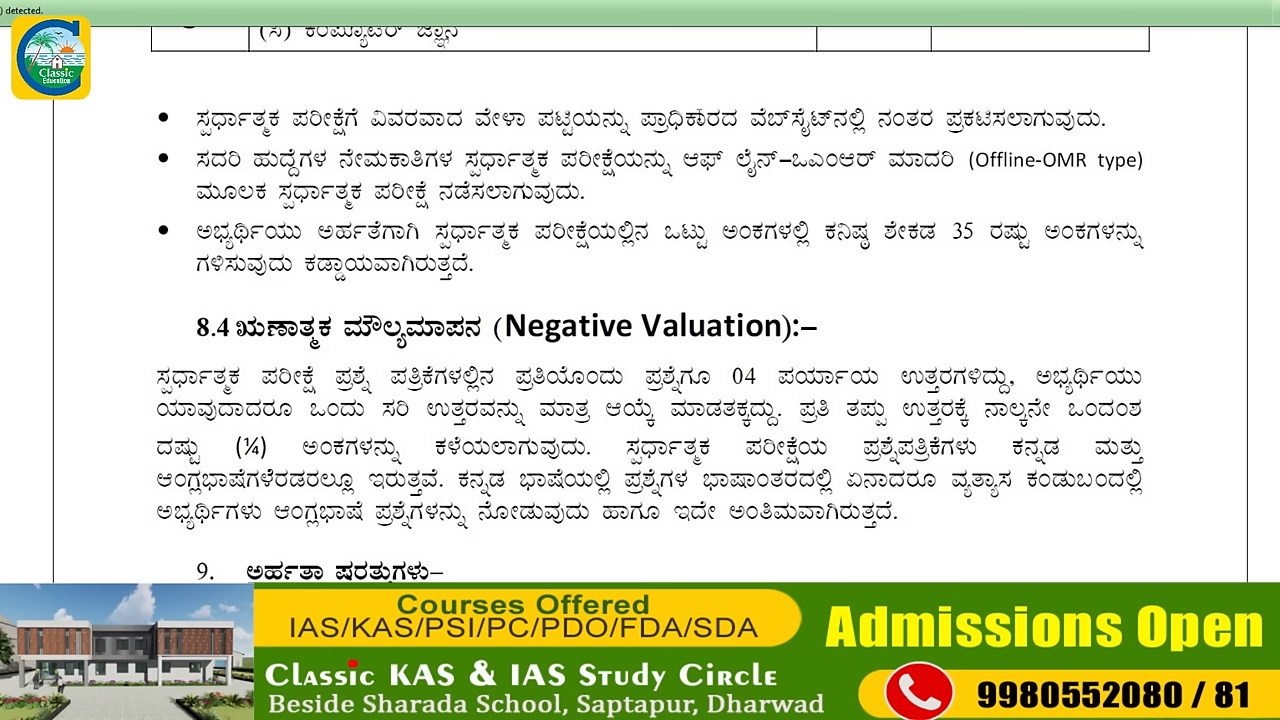 ) detected.
Classic
Education
(ಸಿ) ಕಂಪ್ಯೂಟರ್ ಜ್ಞಾನ
• ಸ್ಪರ್ಧಾತ್ಮಕ ಪರೀಕ್ಷೆಗೆ ವಿವರವಾದ ವೇಳಾ ಪಟ್ಟಿಯನ್ನು ಪ್ರಾಧಿಕಾರದ ವೆಬ್‌ಸೈಟ್‌ನಲ್ಲಿ ನಂತರ ಪ್ರಕಟಿಸಲಾಗುವುದು.
• ಸದರಿ ಹುದ್ದೆಗಳ ನೇಮಕಾತಿಗಳ ಸ್ಪರ್ಧಾತ್ಮಕ ಪರೀಕ್ಷೆಯನ್ನು ಆಫ್ ಲೈನ್–ಒಎಂಆರ್ ಮಾದರಿ (Offline-OMR type)
ಮೂಲಕ ಸ್ಪರ್ಧಾತ್ಮಕ ಪರೀಕ್ಷೆ ನಡೆಸಲಾಗುವುದು.
• ಅಭ್ಯರ್ಥಿಯು ಅರ್ಹತೆಗಾಗಿ ಸ್ಪರ್ಧಾತ್ಮಕ ಪರೀಕ್ಷೆಯಲ್ಲಿನ ಒಟ್ಟು ಅಂಕಗಳಲ್ಲಿ ಕನಿಷ್ಠ ಶೇಕಡ 35 ರಷ್ಟು ಅಂಕಗಳನ್ನು
ಗಳಿಸುವುದು ಕಡ್ಡಾಯವಾಗಿರುತ್ತದೆ.
8.4 ಋಣಾತ್ಮಕ ಮೌಲ್ಯಮಾಪನ (Negative Valuation):–
ಸ್ಪರ್ಧಾತ್ಮಕ ಪರೀಕ್ಷೆ ಪ್ರಶ್ನೆ ಪತ್ರಿಕೆಗಳಲ್ಲಿನ ಪ್ರತಿಯೊಂದು ಪ್ರಶ್ನೆಗೂ 04 ಪರ್ಯಾಯ ಉತ್ತರಗಳಿದ್ದು, ಅಭ್ಯರ್ಥಿಯು
ಯಾವುದಾದರೂ ಒಂದು ಸರಿ ಉತ್ತರವನ್ನು ಮಾತ್ರ ಆಯ್ಕೆ ಮಾಡತಕ್ಕದ್ದು. ಪ್ರತಿ ತಪ್ಪು ಉತ್ತರಕ್ಕೆ ನಾಲ್ಕನೇ ಒಂದಂಶ
ದಷ್ಟು (¼) ಅಂಕಗಳನ್ನು ಕಳೆಯಲಾಗುವುದು. ಸ್ಪರ್ಧಾತ್ಮಕ ಪರೀಕ್ಷೆಯ ಪ್ರಶ್ನೆಪತ್ರಿಕೆಗಳು ಕನ್ನಡ ಮತ್ತು
ಆಂಗ್ಲಭಾಷೆಗಳೆರಡರಲ್ಲೂ ಇರುತ್ತವೆ. ಕನ್ನಡ ಭಾಷೆಯಲ್ಲಿ ಪ್ರಶ್ನೆಗಳ ಭಾಷಾಂತರದಲ್ಲಿ ಏನಾದರೂ ವ್ಯತ್ಯಾಸ ಕಂಡುಬಂದಲ್ಲಿ
ಅಭ್ಯರ್ಥಿಗಳು ಆಂಗ್ಲಭಾಷೆ ಪ್ರಶ್ನೆಗಳನ್ನು ನೋಡುವುದು ಹಾಗೂ ಇದೇ ಅಂತಿಮವಾಗಿರುತ್ತದೆ.
9. ಅರ್ಹತಾ ಷರತ್ತುಗಳು–
Courses Offered
IAS/KAS/PSI/PC/PDO/FDA/SDA
Classic KAS & IAS Study Circle
Beside Sharada School, Saptapur, Dharwad
Admissions Open
9980552080 / 81